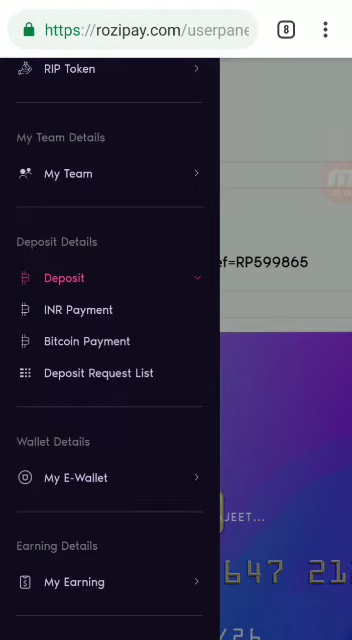 https://rozipay.com/userpane
8
RIP Token
My Team Details
My Team
Deposit Details
Deposit
ef=RP599865
INR Payment
Bitcoin Payment
Deposit Request List
Wallet Details
My E-Wallet
JEET...
Earning Details
647 21
My Earning
/26